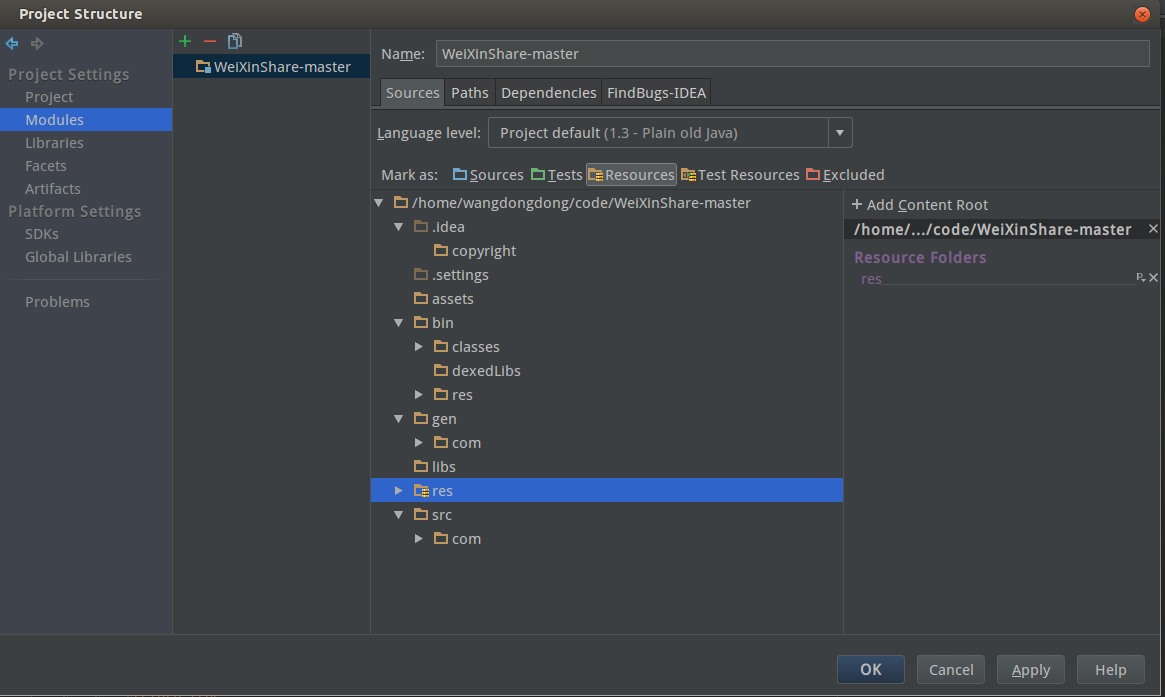 Project Structure
Project Settings
Project
Modules
Libraries
Facets
Artifacts
Platform Settings
SDKs
Global Libraries
Problems
WeiXinShare-master
Name: WeiXinShare-master
Sources Paths Dependencies FindBugs-IDEA
Language level: Project default (1.3 - Plain old Java)
Mark as: Sources Tests Resources Test Resources Excluded
/home/wangdongdong/code/WeiXinShare-master
.idea
copyright
.settings
assets
bin
classes
dexedLibs
res
gen
com
libs
res
src
com
+ Add Content Root
/home/.../code/WeiXinShare-master
Resource Folders
res
OK Cancel Apply Help